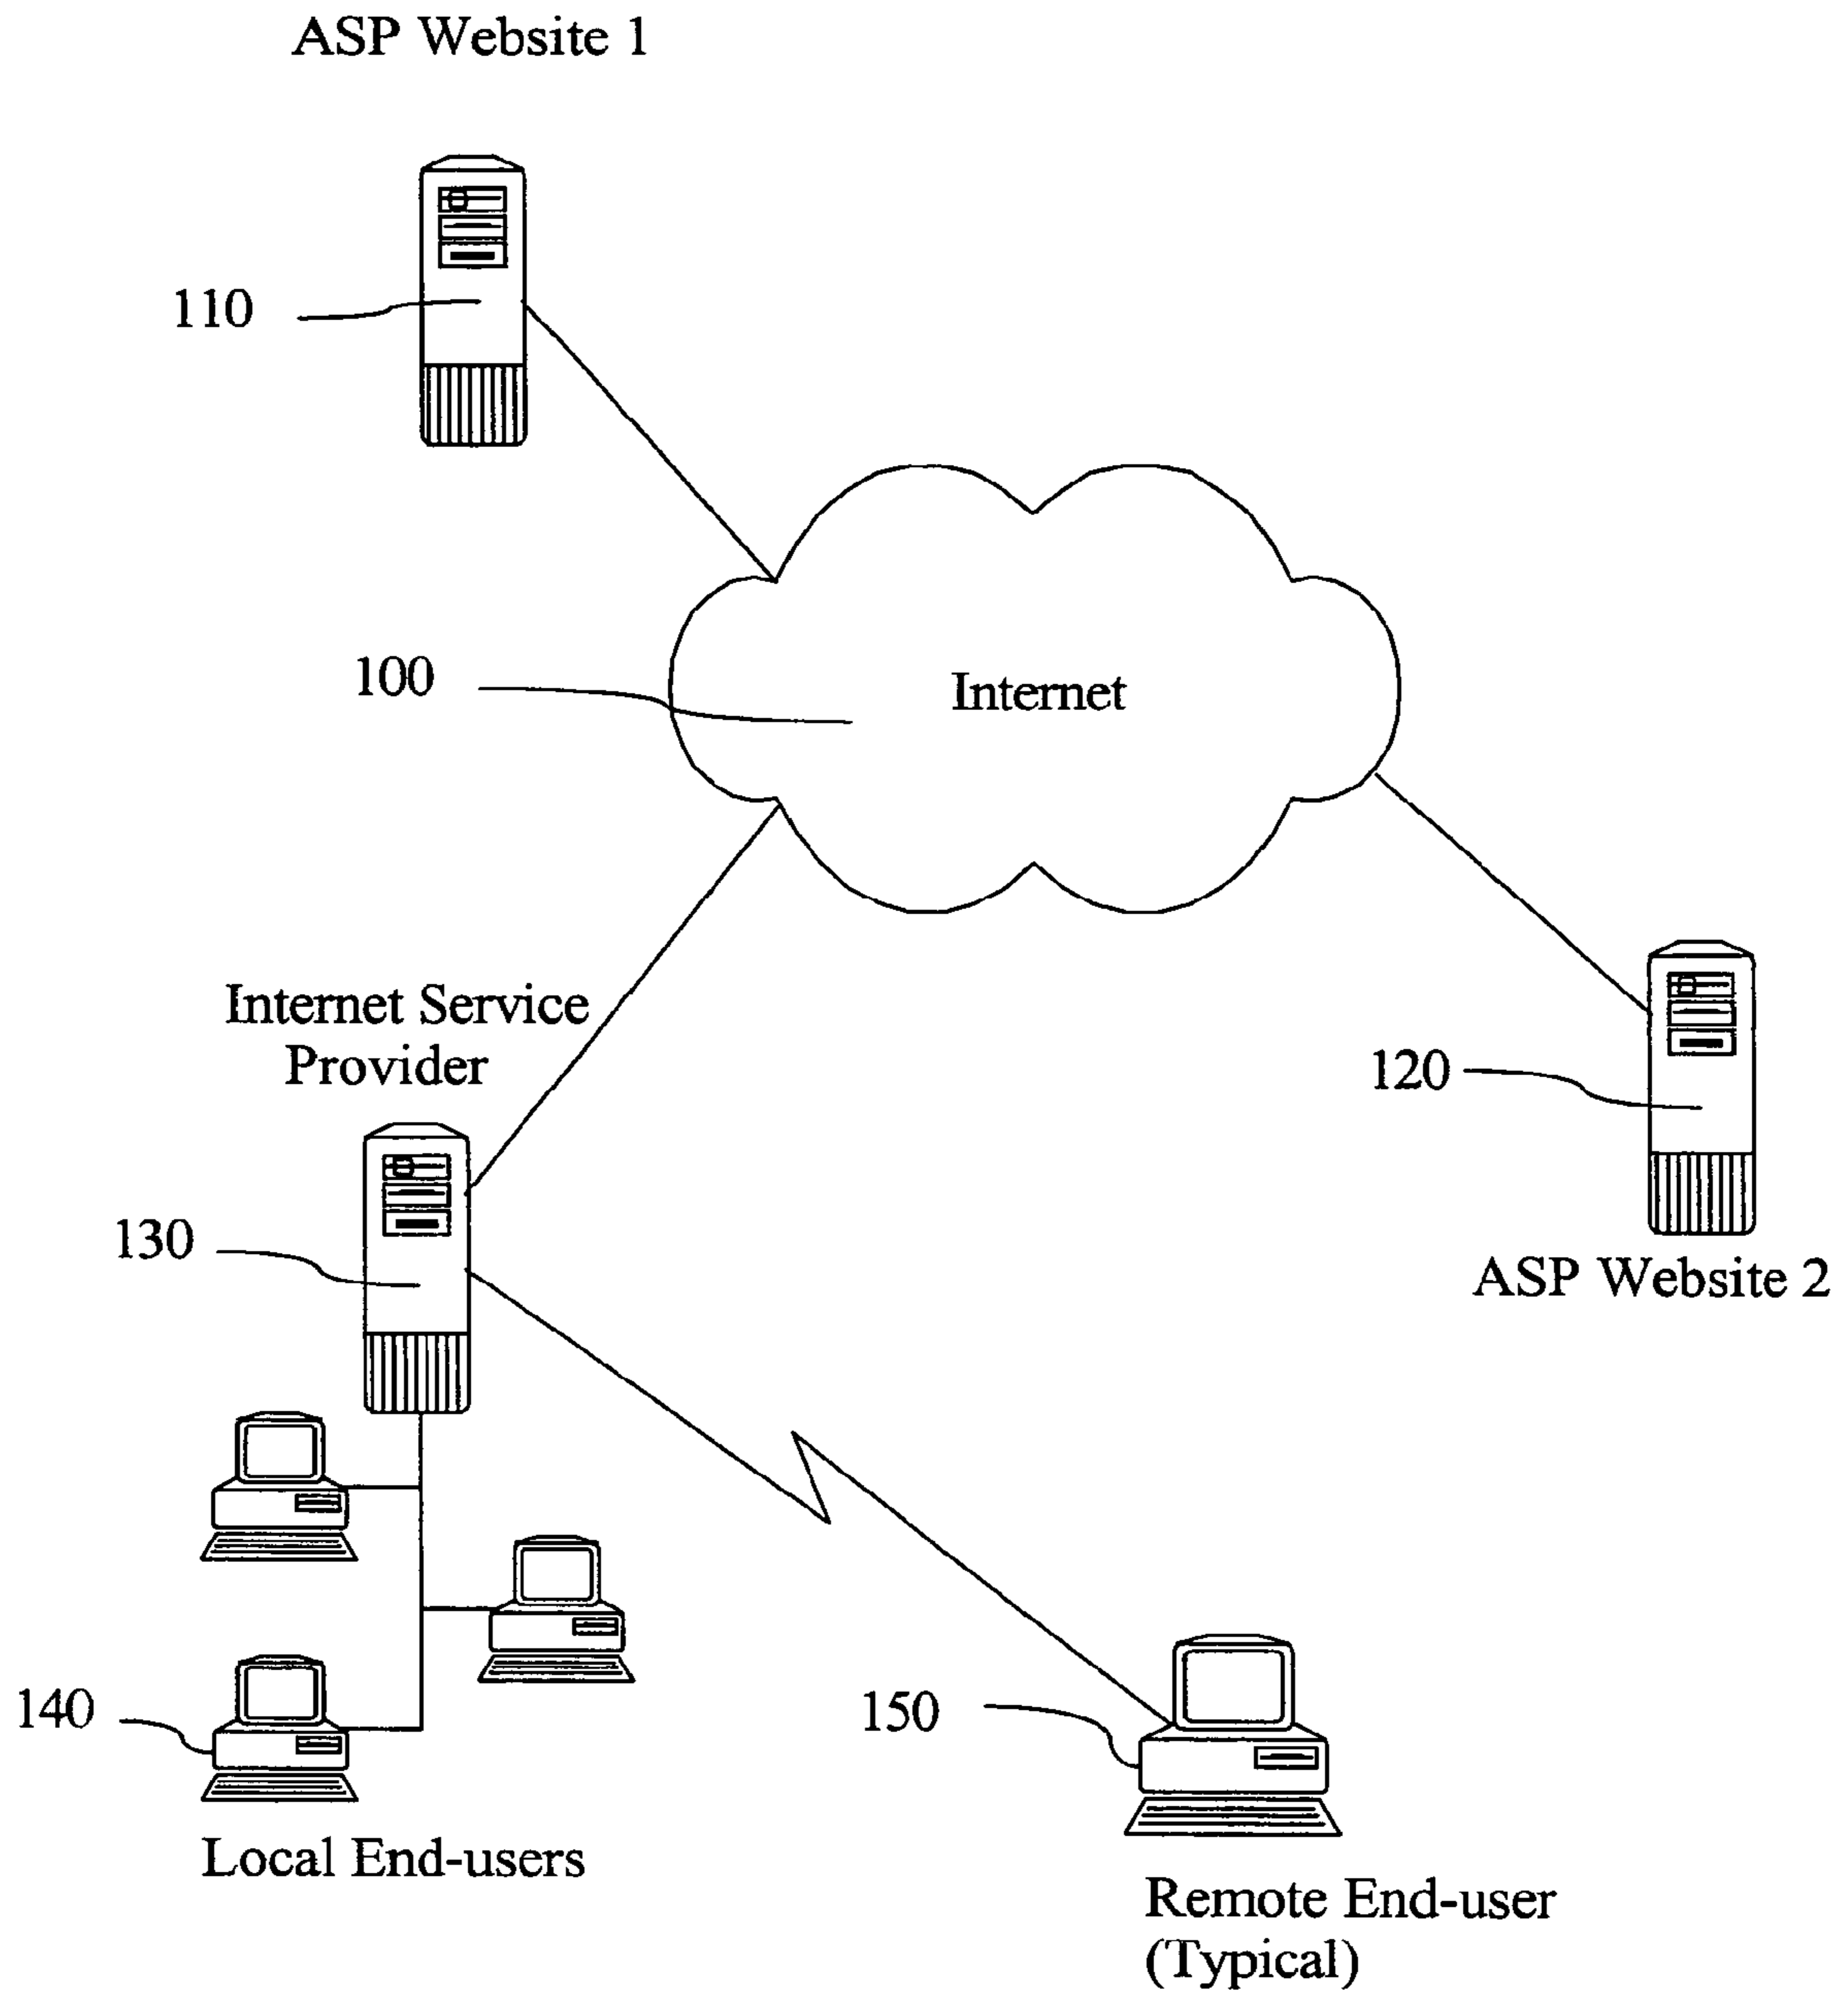 ASP Website 1
110
100
Internet
Internet Service
Provider
120
130
ASP Website 2
140
150
Local End-users
Remote End-user
(Typical)